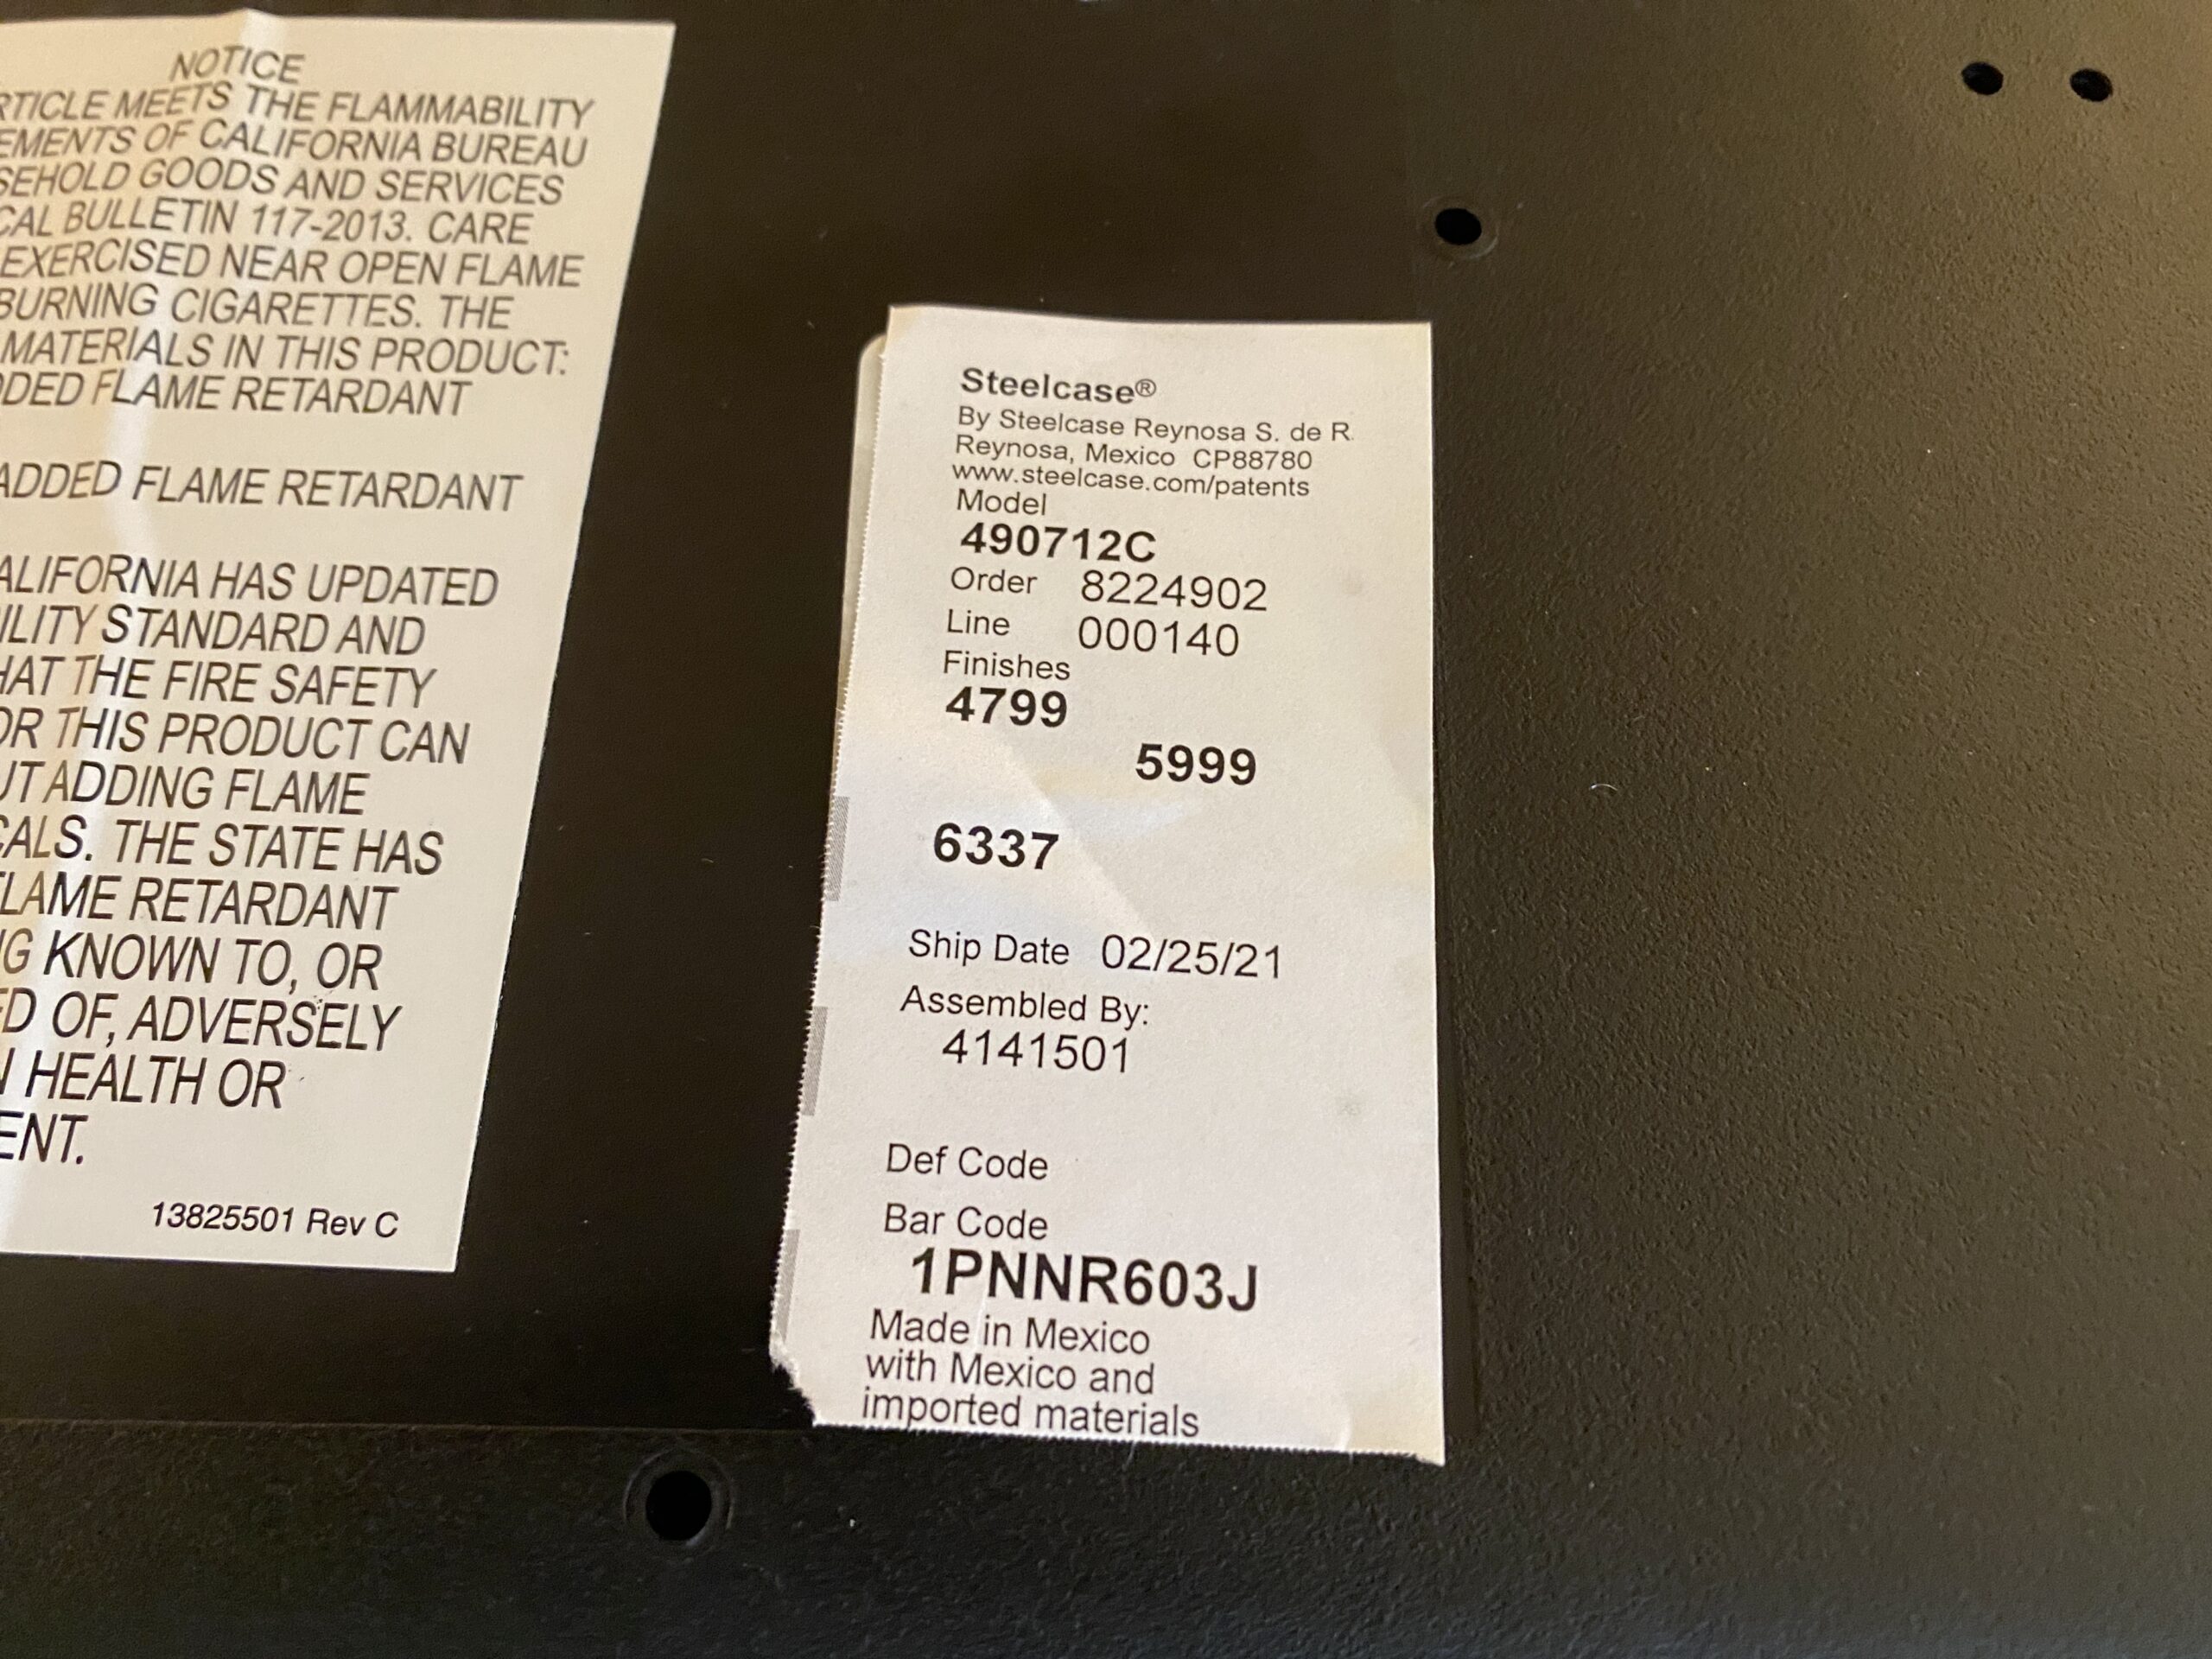 NOTICE
RTICLE MEETS THE FLAMMABILITY
EMENTS OF CALIFORNIA BUREAU
SEHOLD GOODS AND SERVICES
CAL BULLETIN 117-2013. CARE
EXERCISED NEAR OPEN FLAME
BURNING CIGARETTES. THE
MATERIALS IN THIS PRODUCT:
DDED FLAME RETARDANT
ADDED FLAME RETARDANT
ALIFORNIA HAS UPDATED
ILITY STANDARD AND
HAT THE FIRE SAFETY
OR THIS PRODUCT CAN
UT ADDING FLAME
CALS. THE STATE HAS
FLAME RETARDANT
G KNOWN TO, OR
ED OF, ADVERSELY
N HEALTH OR
ENT.
13825501 Rev C
Steelcase®
By Steelcase Reynosa S. de R.
Reynosa, Mexico CP88780
www.steelcase.com/patents
Model
490712C
Order 8224902
Line 000140
Finishes
4799
5999
6337
Ship Date 02/25/21
Assembled By:
4141501
Def Code
Bar Code
1PNNR603J
Made in Mexico
with Mexico and
imported materials